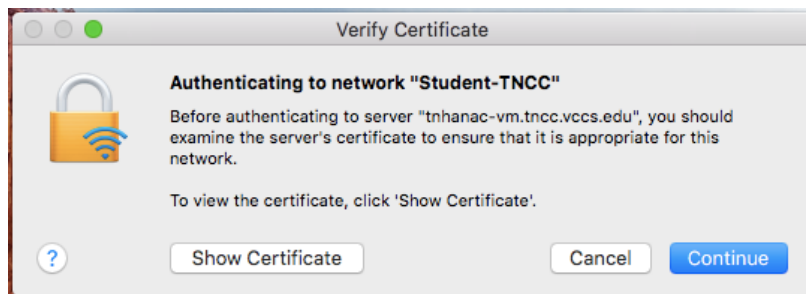 Verify Certificate
Authenticating to network "Student-TNCC"
Before authenticating to server "tnhanac-vm.tncc.vccs.edu", you should
examine the server's certificate to ensure that it is appropriate for this
network.
To view the certificate, click 'Show Certificate'.
?
Show Certificate
Cancel
Continue